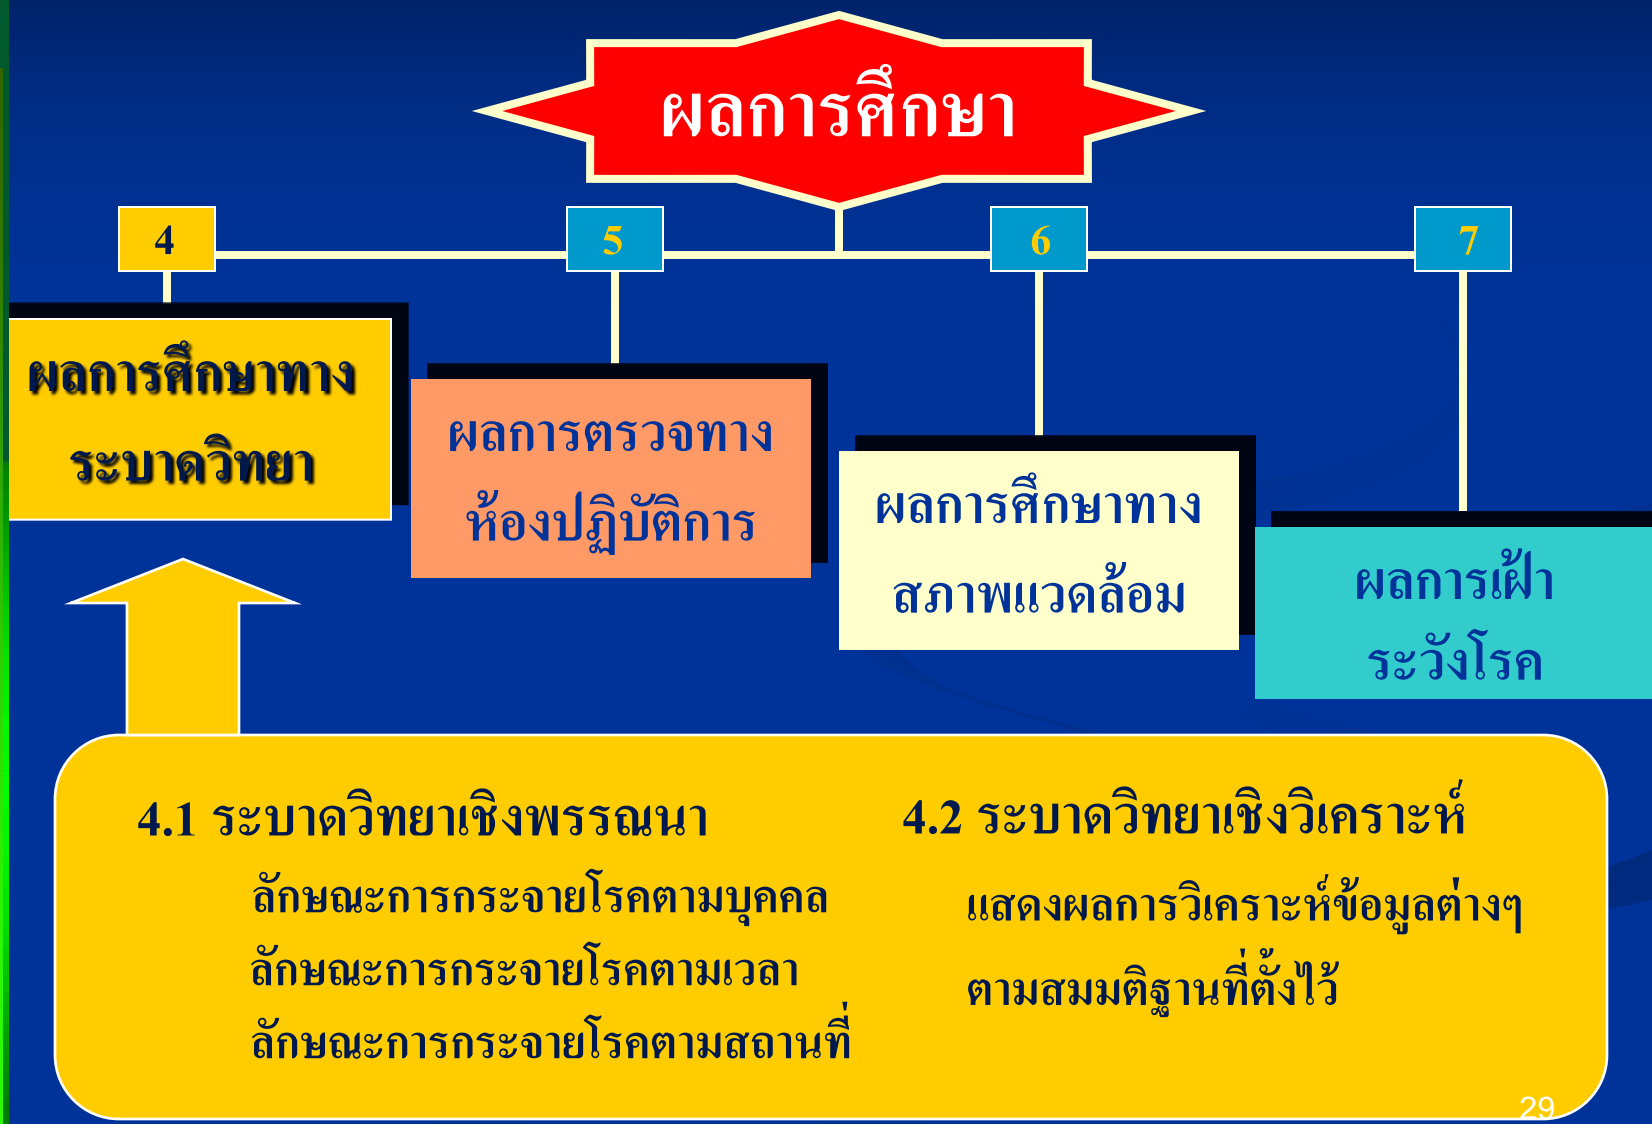 ผลการศึกษา
4
5
6
7
ผลการศึกษาทาง
ระบาดวิทยา
ผลการตรวจทาง
ห้องปฏิบัติการ
ผลการศึกษาทาง
สภาพแวดล้อม
ผลการเฝ้า
ระวังโรค
4.1 ระบาดวิทยาเชิงพรรณนา
ลักษณะการกระจายโรคตามบุคคล
ลักษณะการกระจายโรคตามเวลา
ลักษณะการกระจายโรคตามสถานที่
4.2 ระบาดวิทยาเชิงวิเคราะห์
แสดงผลการวิเคราะห์ข้อมูลต่างๆ
ตามสมมติฐานที่ตั้งไว้
29